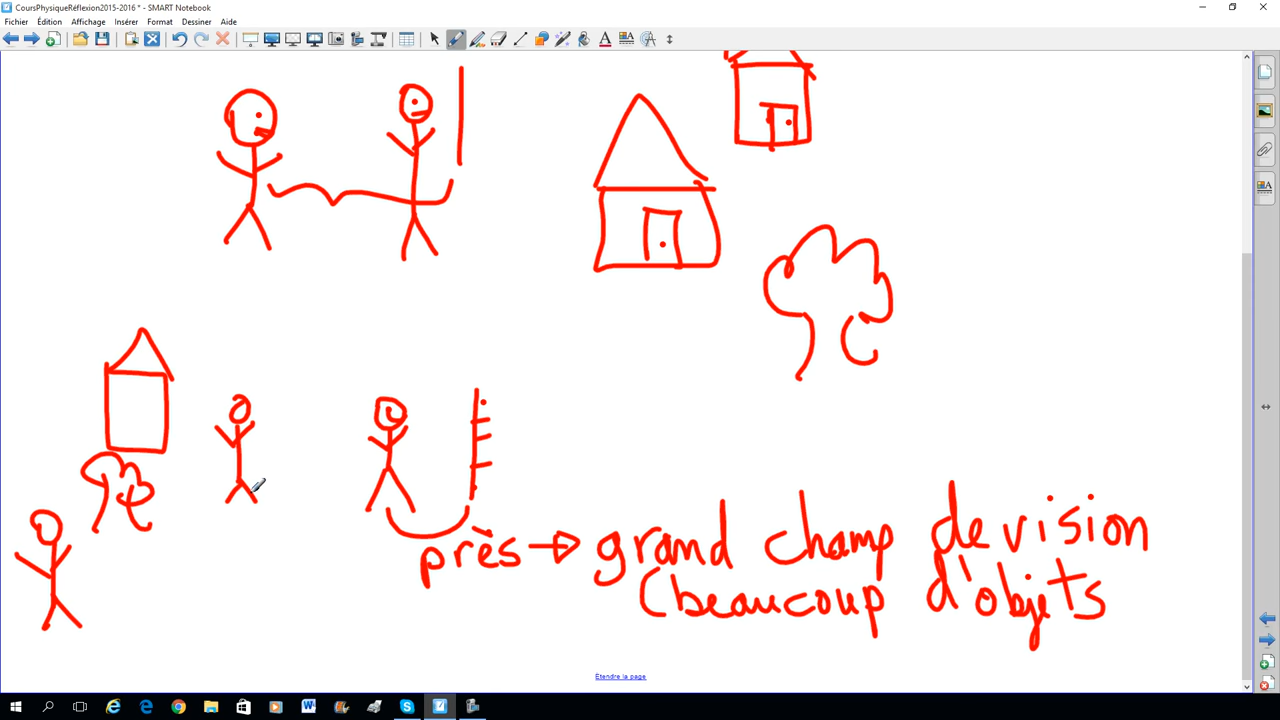 CoursPhysiqueRéflexion2015-2016 * - SMART Notebook
Fichier Édition Affichage Insérer Format Dessiner Aide
près → grand champ de vision
(beaucoup d'objets
Étendre la page